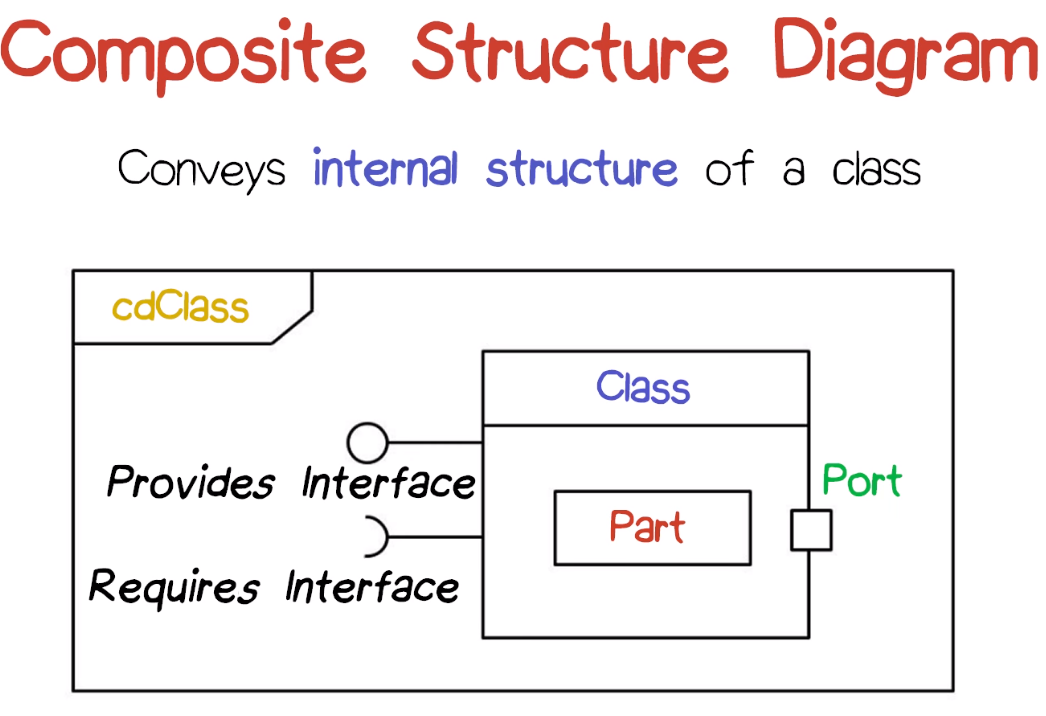 Composite Structure Diagram
Conveys internal structure of a class
cdClass
Class
Provides Interface
Port
Part
Requires Interface